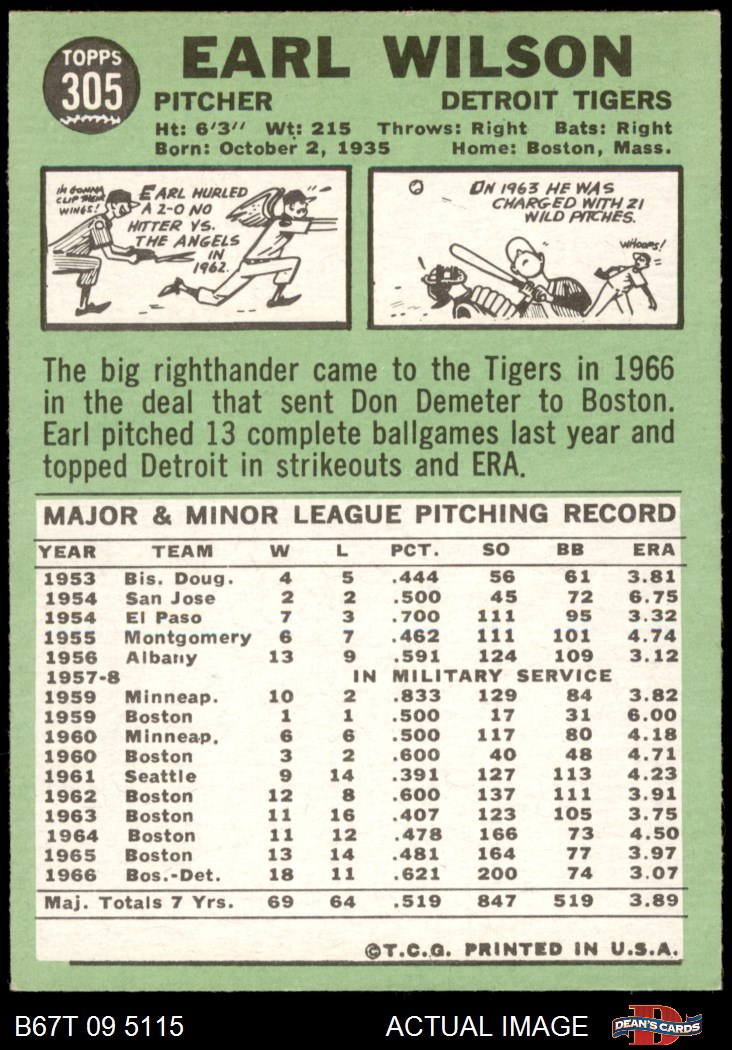 TOPPS
305
EARL WILSON
PITCHER DETROIT TIGERS
Ht: 6'3" Wt: 215 Throws: Right Bats: Right
Born: October 2, 1935 Home: Boston, Mass.
I'M GONNA
CLIP THEIR
WINGS!
EARL HURLED
A 2-0 NO
HITTER VS.
THE ANGELS
IN
1962.
ON 1963 HE WAS
CHARGED WITH 21
WILD PITCHES.
WHOOPS!
The big righthander came to the Tigers in 1966
in the deal that sent Don Demeter to Boston.
Earl pitched 13 complete ballgames last year and
topped Detroit in strikeouts and ERA.
MAJOR & MINOR LEAGUE PITCHING RECORD
YEAR TEAM W L PCT. SO BB ERA
1953 Bis. Doug. 4 5 .444 56 61 3.81
1954 San Jose 2 2 .500 45 72 6.75
1954 El Paso 7 3 .700 111 95 3.32
1955 Montgomery 6 7 .462 111 101 4.74
1956 Albany 13 9 .591 124 109 3.12
1957-8 IN MILITARY SERVICE
1959 Minneap. 10 2 .833 129 84 3.82
1959 Boston 1 1 .500 17 31 6.00
1960 Minneap. 6 6 .500 117 80 4.18
1960 Boston 3 2 .600 40 48 4.71
1961 Seattle 9 14 .391 127 113 4.23
1962 Boston 12 8 .600 137 111 3.91
1963 Boston 11 16 .407 123 105 3.75
1964 Boston 11 12 .478 166 73 4.50
1965 Boston 13 14 .481 164 77 3.97
1966 Bos.-Det. 18 11 .621 200 74 3.07
Maj. Totals 7 Yrs. 69 64 .519 847 519 3.89
©T.C.G. PRINTED IN U.S.A.
B67T 09 5115 ACTUAL IMAGE D DEAN'S CARDS